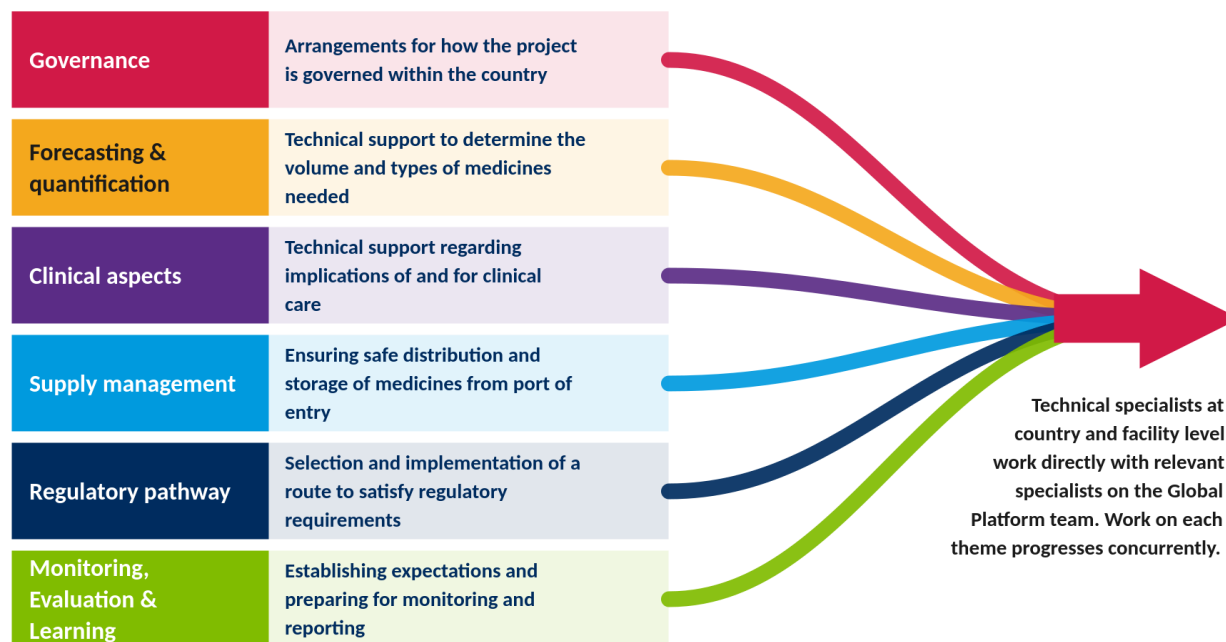 Governance
Arrangements for how the project
is governed within the country
Forecasting &
quantification
Technical support to determine the
volume and types of medicines
needed
Clinical aspects
Technical support regarding
implications of and for clinical
care
Supply management
Ensuring safe distribution and
storage of medicines from port of
entry
Regulatory pathway
Selection and implementation of a
route to satisfy regulatory
requirements
Monitoring,
Evaluation &
Learning
Establishing expectations and
preparing for monitoring and
reporting
Technical specialists at
country and facility level
work directly with relevant
specialists on the Global
Platform team. Work on each
theme progresses concurrently.